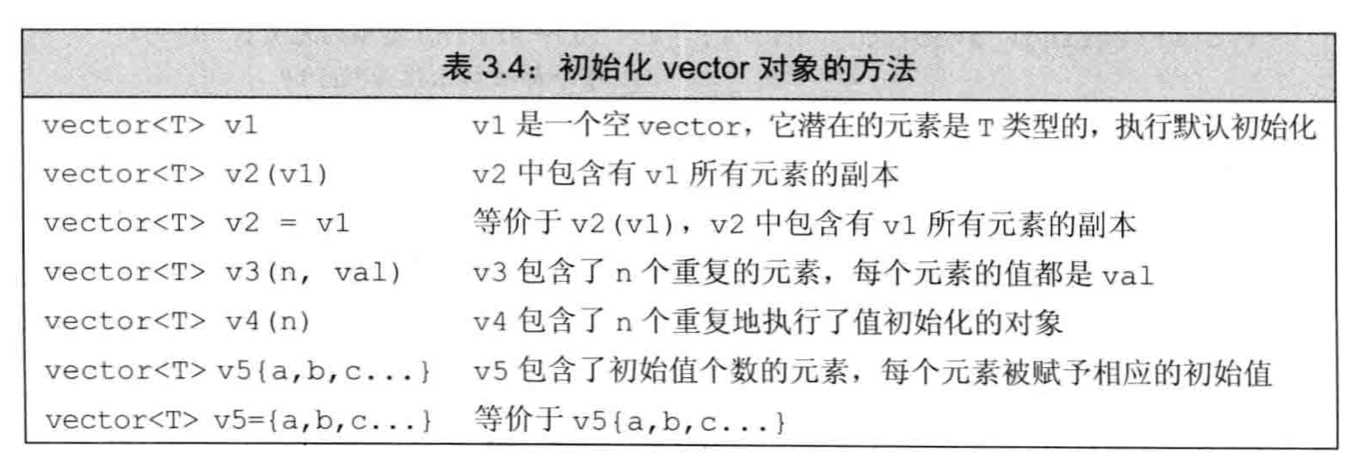 表 3.4：初始化 vector 对象的方法
vector<T> v1 v1 是一个空 vector，它潜在的元素是 T 类型的，执行默认初始化
vector<T> v2(v1) v2 中包含有 v1 所有元素的副本
vector<T> v2 = v1 等价于 v2(v1)，v2 中包含有 v1 所有元素的副本
vector<T> v3(n, val) v3 包含了 n 个重复的元素，每个元素的值都是 val
vector<T> v4(n) v4 包含了 n 个重复地执行了值初始化的对象
vector<T> v5{a,b,c...} v5 包含了初始值个数的元素，每个元素被赋予相应的初始值
vector<T> v5={a,b,c...} 等价于 v5{a,b,c...}